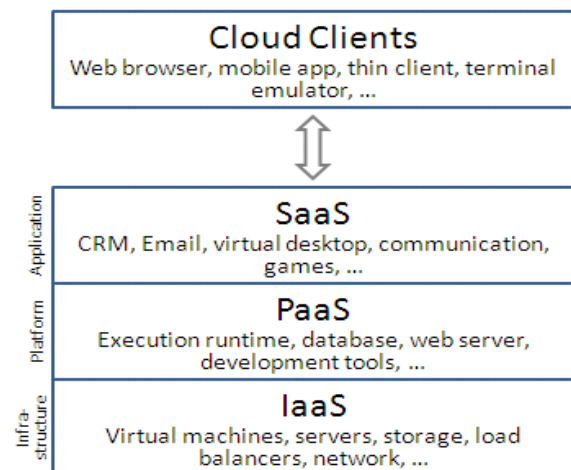 Cloud Clients
Web browser, mobile app, thin client, terminal
emulator, ...
Application
SaaS
CRM, Email, virtual desktop, communication,
games, ...
Platform
PaaS
Execution runtime, database, web server,
development tools, ...
Infra-
structure
IaaS
Virtual machines, servers, storage, load
balancers, network, ...